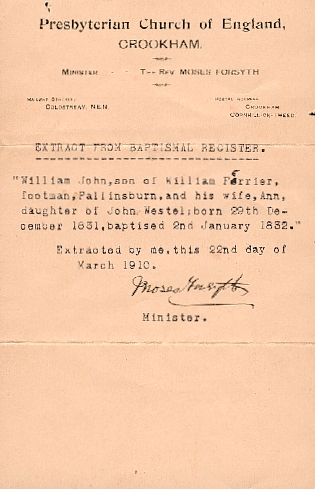 Presbyterian Church of England,
CROOKHAM.
MINISTER - - THE REV MOSES FORSYTH
RAILWAY STATION:
COLDSTREAM, N.E.R.
POSTAL ADDRESS:
CROOKHAM
CORNHILL-ON-TWEED
EXTRACT FROM BAPTISMAL REGISTER.
"William John,son of William Ferrier,
footman,Pallinsburn,and his wife,Ann,
daughter of John Westel;born 29th De-
cember 1831,baptised 2nd January 1832."
Extracted by me,this 22nd day of
March 1910.
Moses Forsyth
Minister.